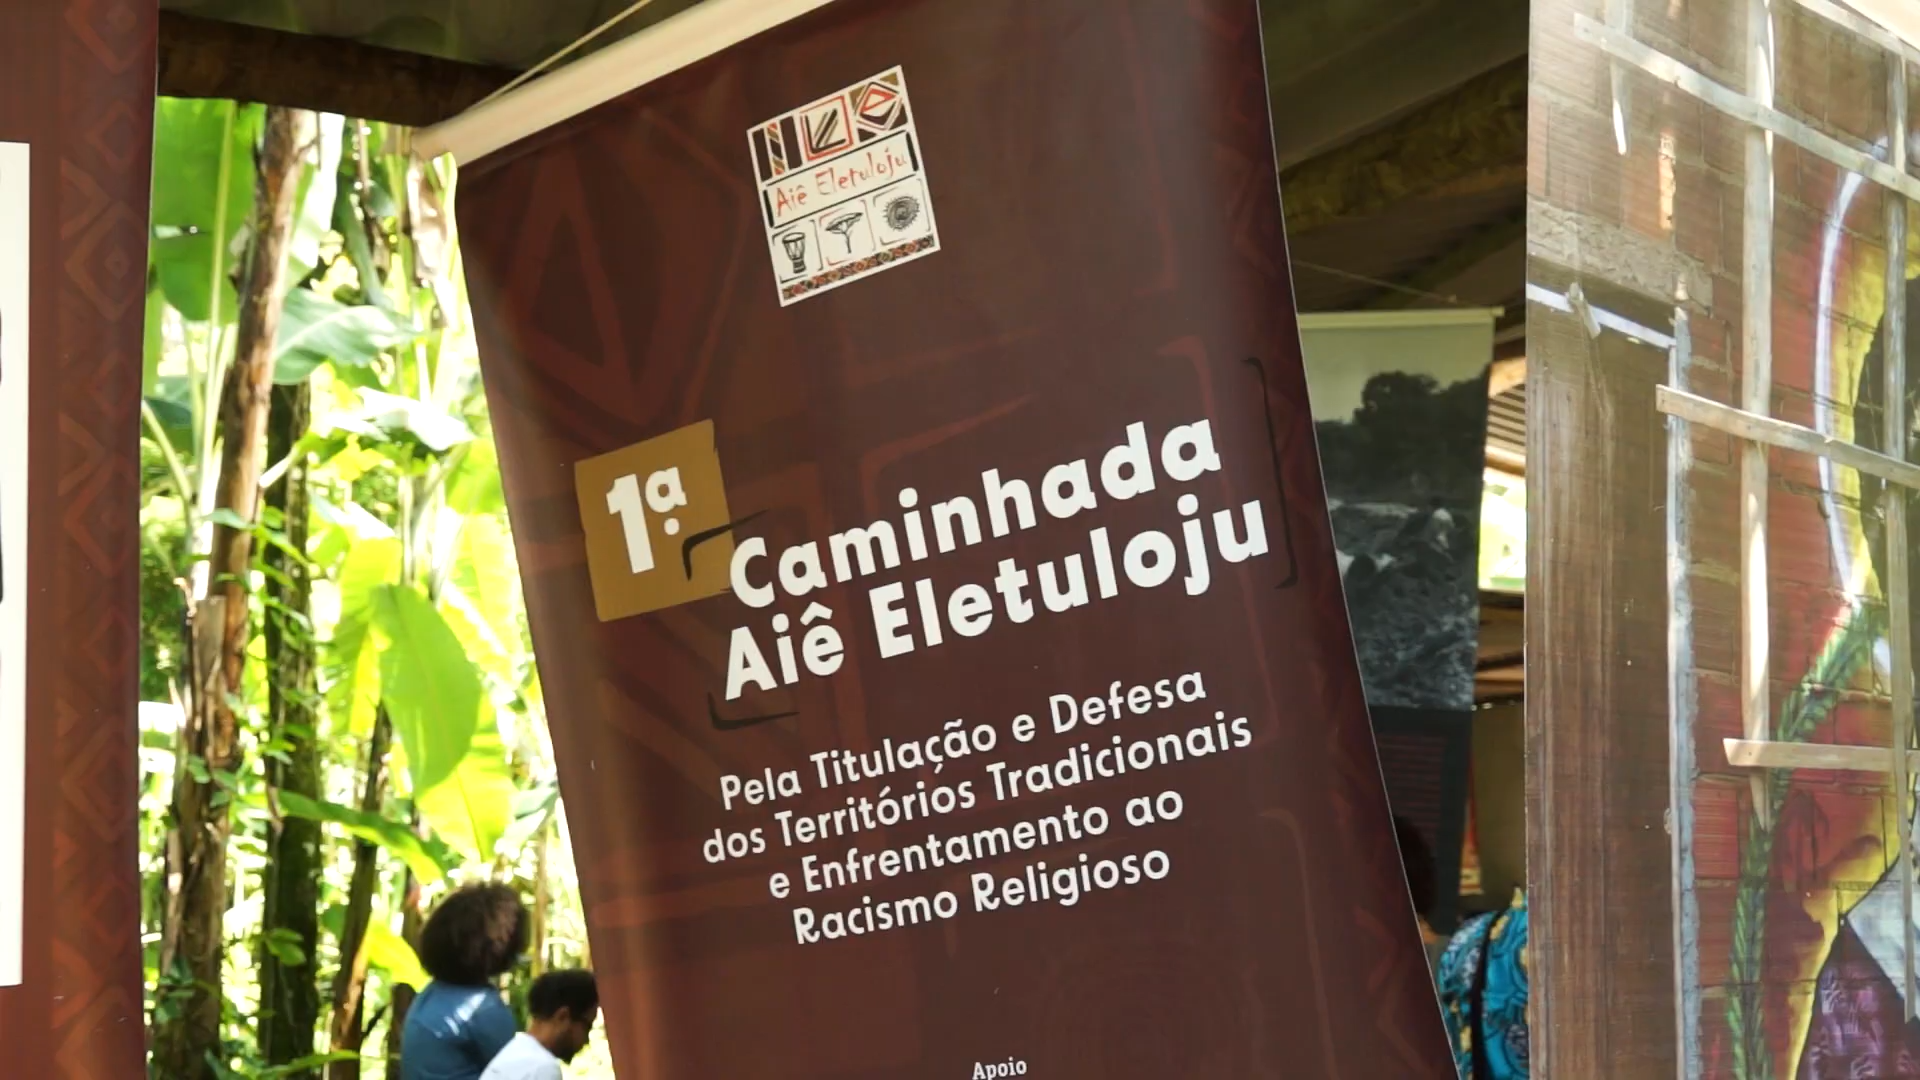 Aiê Eletuloju
1ª
Caminhada
Aiê Eletuloju
Pela Titulação e Defesa
dos Territórios Tradicionais
e Enfrentamento ao
Racismo Religioso
Apoio